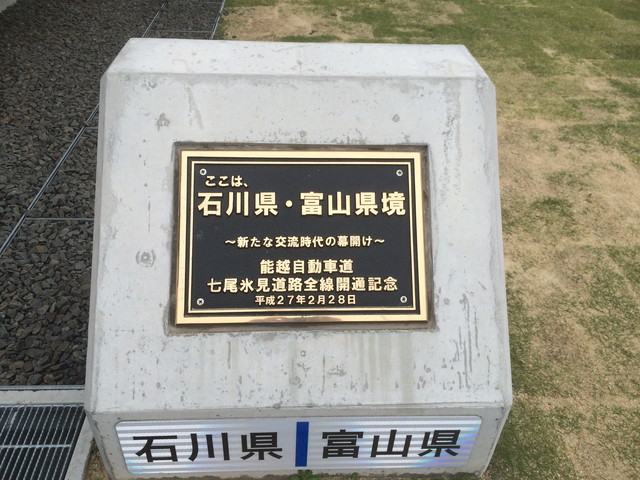 ここは、
石川県・富山県境
～新たな交流時代の幕開け～
能越自動車道
七尾氷見道路全線開通記念
平成27年2月28日
石川県 富山県